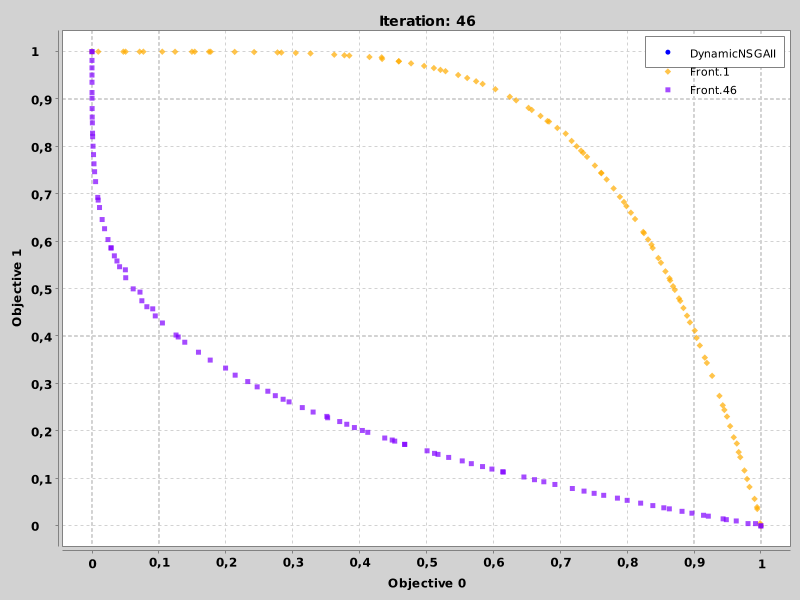 Iteration: 46
DynamicNSGAII
Front.1
Front.46
Objective 1
1
0,9
0,8
0,7
0,6
0,5
0,4
0,3
0,2
0,1
0
0 0,1 0,2 0,3 0,4 0,5 0,6 0,7 0,8 0,9 1
Objective 0